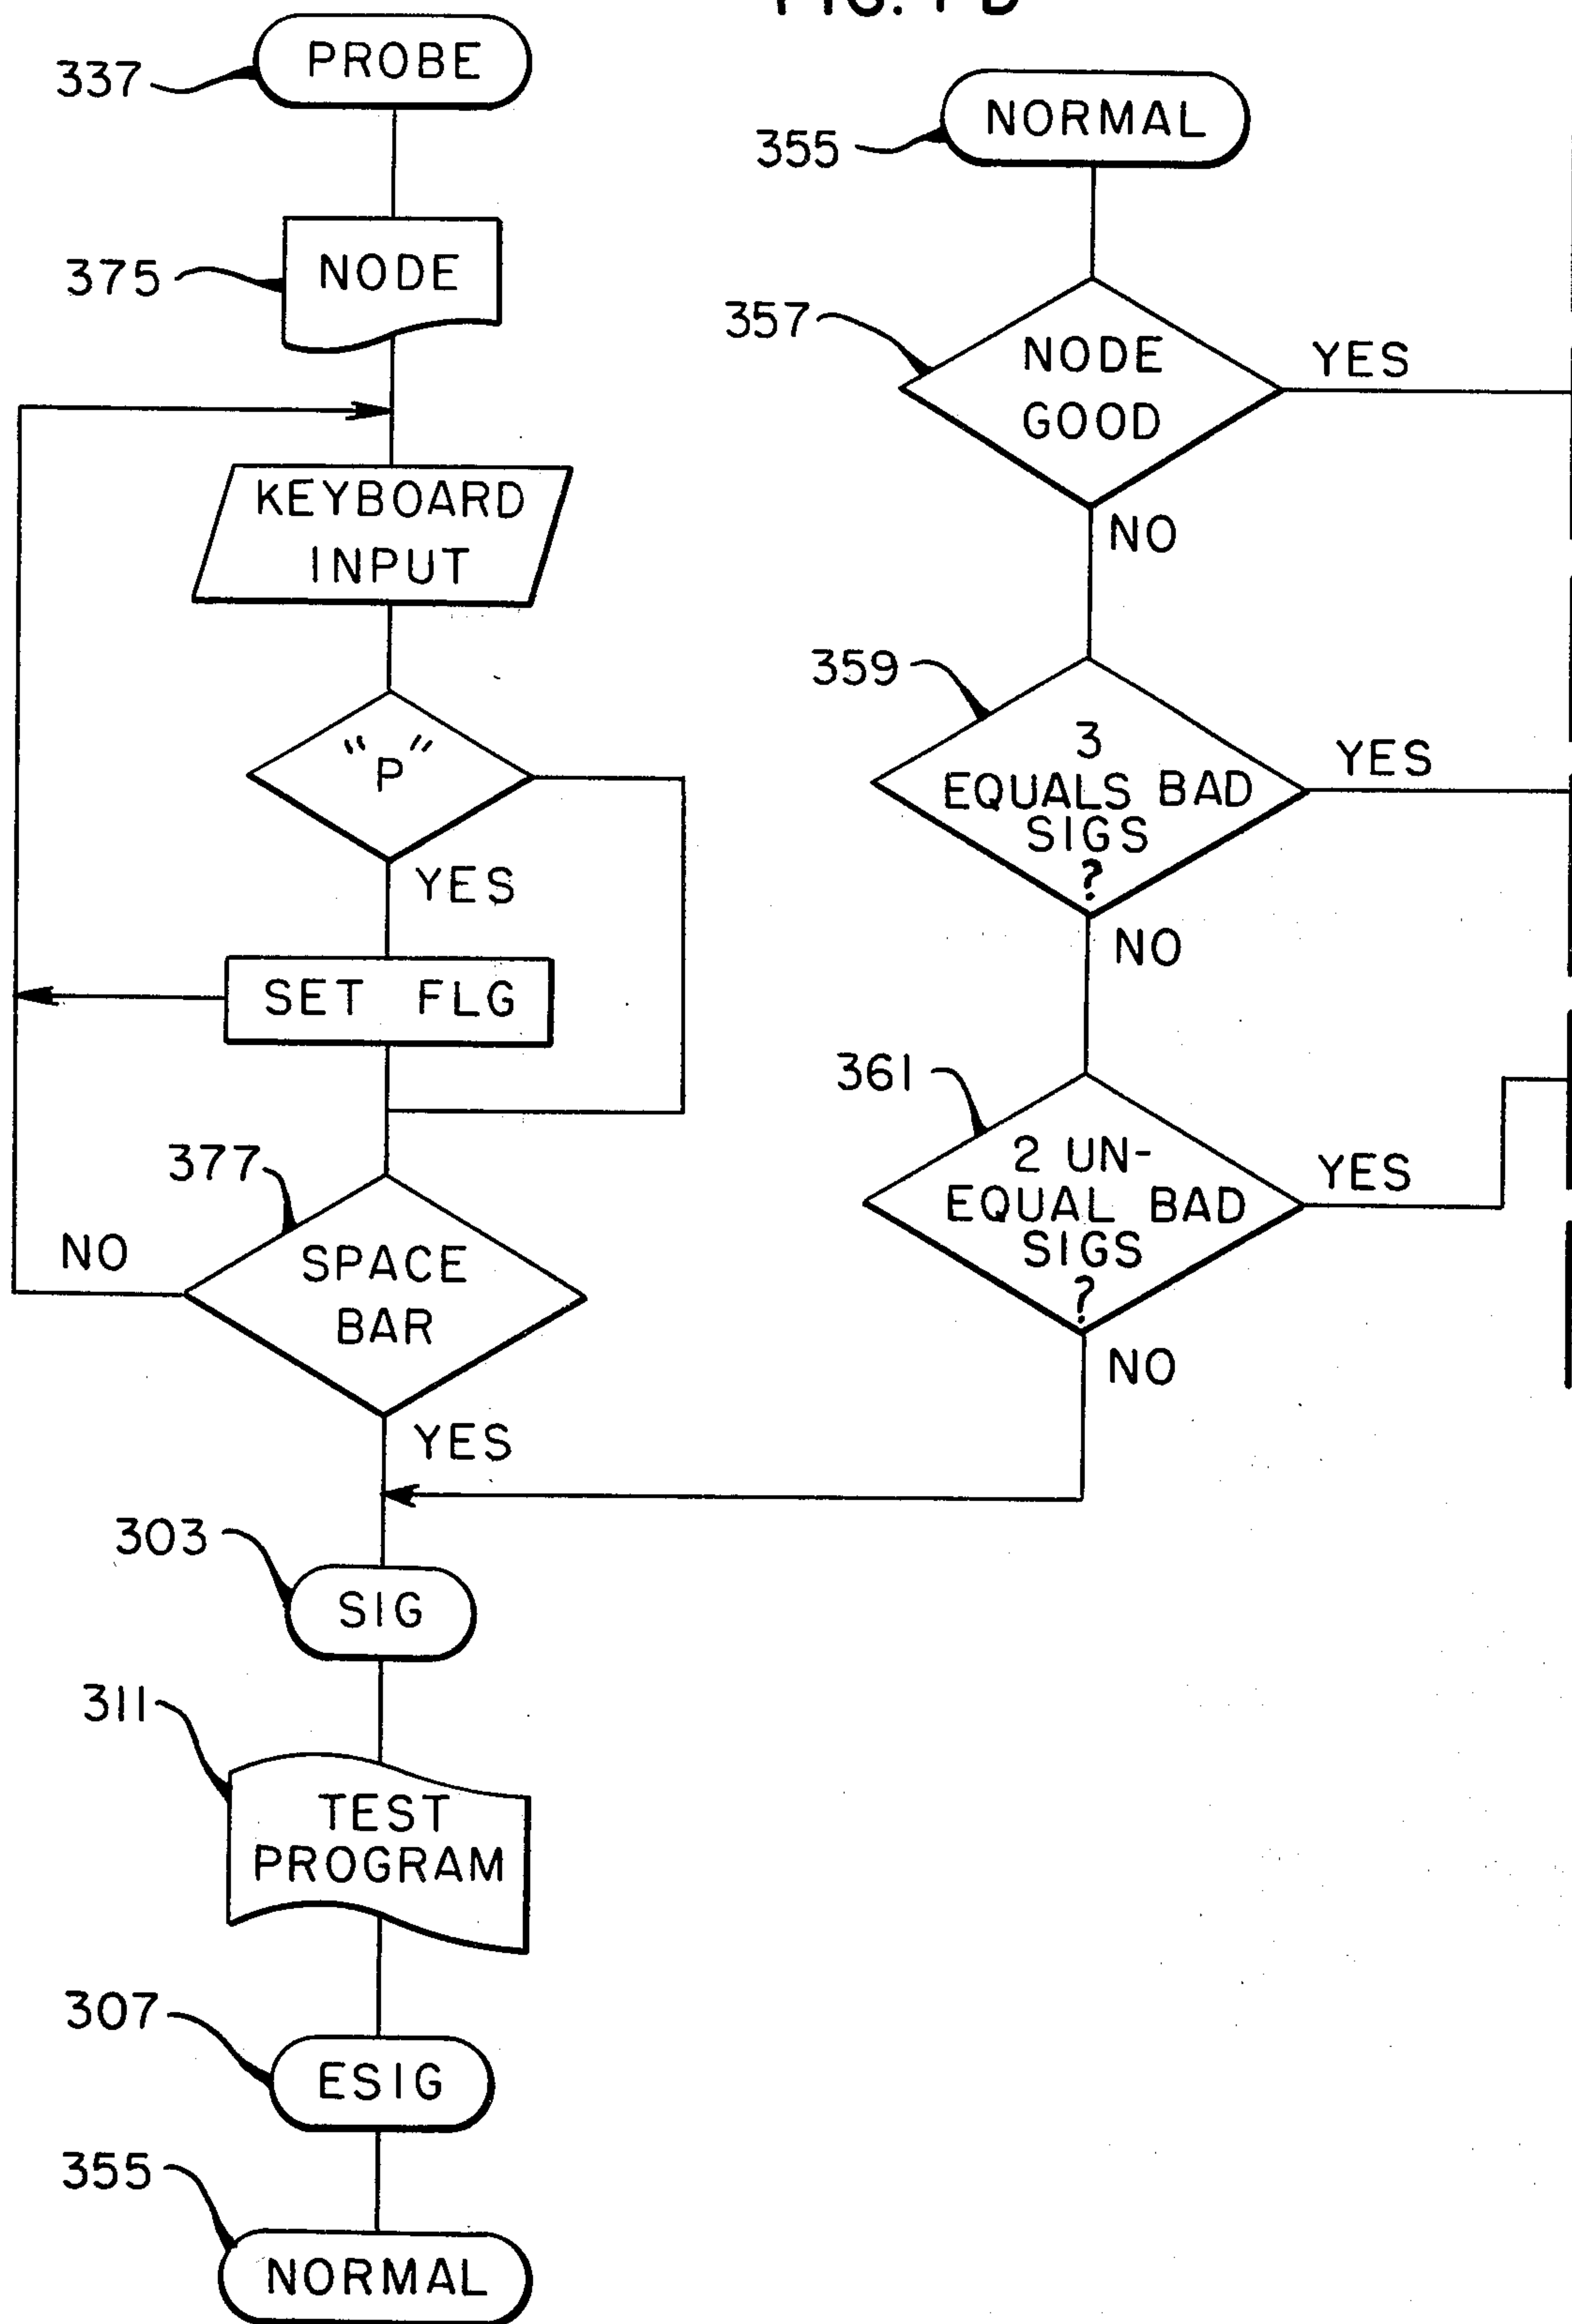 FIG. 7 D
PROBE
337
NODE
375
KEYBOARD
INPUT
“P”
YES
SET FLG
377
NO
SPACE
BAR
YES
303
SIG
311
TEST
PROGRAM
307
ESIG
355
NORMAL
NORMAL
355
357
NODE
GOOD
YES
NO
359
3
EQUALS BAD
SIGS
?
YES
NO
361
2 UN-
EQUAL BAD
SIGS
?
YES
NO